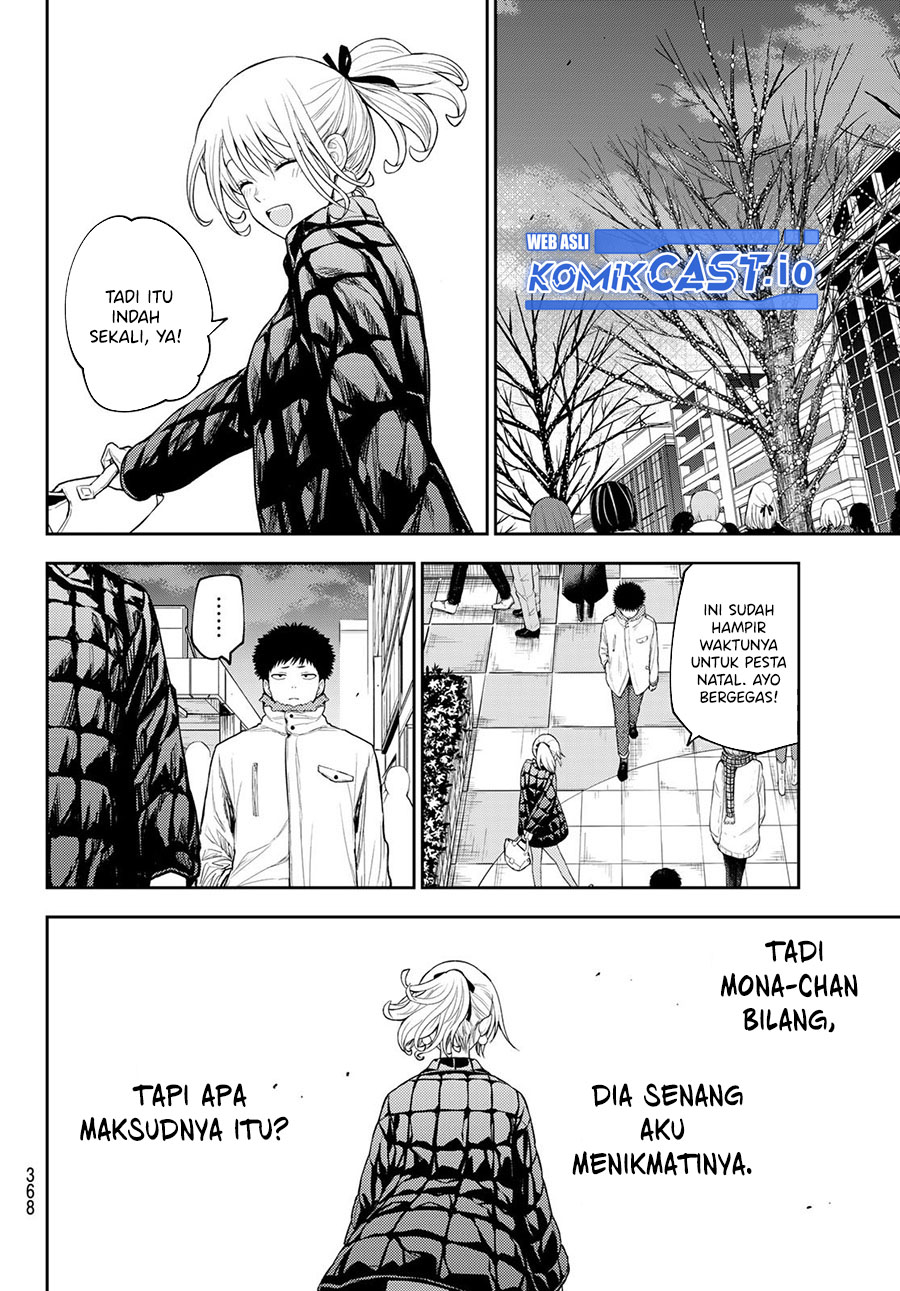 WEB ASLI
KOMIKCAST.io
TADI ITU
INDAH
SEKALI, YA!
INI SUDAH
HAMPIR
WAKTUNYA
UNTUK PESTA
NATAL. AYO
BERGEGAS!
......
TADI
MONA-CHAN
BILANG,
DIA SENANG
AKU
MENIKMATINYA.
TAPI APA
MAKSUDNYA ITU?
368